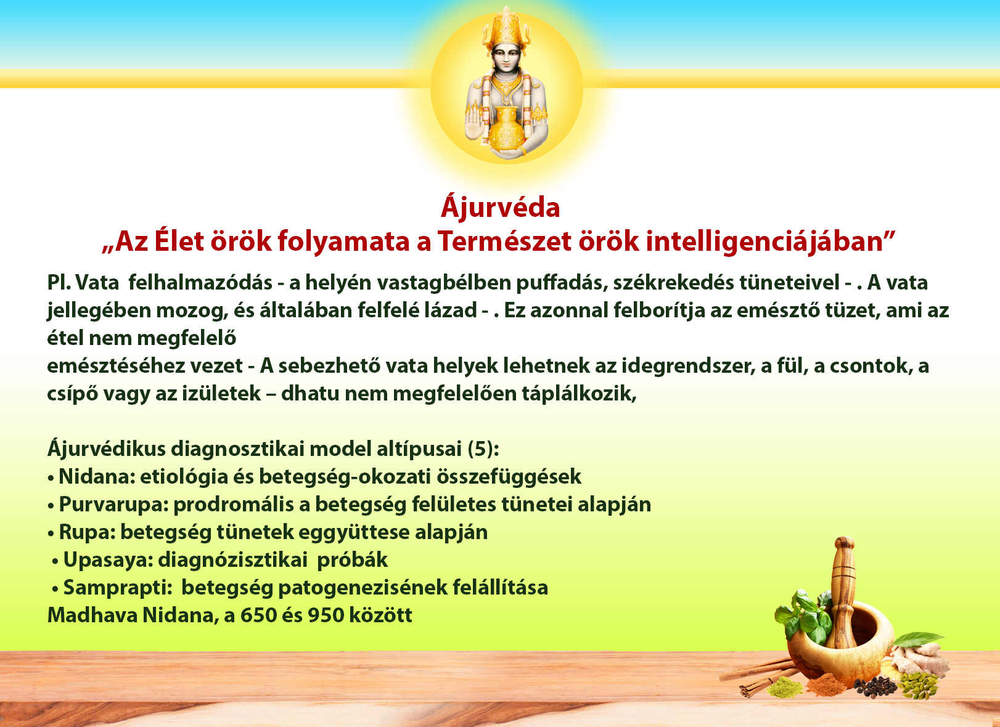 Ájurvéda
„Az Élet örök folyamata a Természet örök intelligenciájában”
Pl. Vata  felhalmazódás - a helyén vastagbélben puffadás, székrekedés tüneteivel - . A vata
jellegében mozog, és általában felfelé lázad - . Ez azonnal felborítja az emésztő tüzet, ami az
étel nem megfelelő
emésztéséhez vezet - A sebezhető vata helyek lehetnek az idegrendszer, a fül, a csontok, a
csípő vagy az izületek – dhatu nem megfelelően táplálkozik,
Ájurvédikus diagnosztikai model altípusai (5):
• Nidana: etiológia és betegség-okozati összefüggések
• Purvarupa: prodromális a betegség felületes tünetei alapján
• Rupa: betegség tünetek eggyüttese alapján
• Upasaya: diagnózisztikai  próbák
• Samprapti:  betegség patogenezisének felállítása
Madhava Nidana, a 650 és 950 között